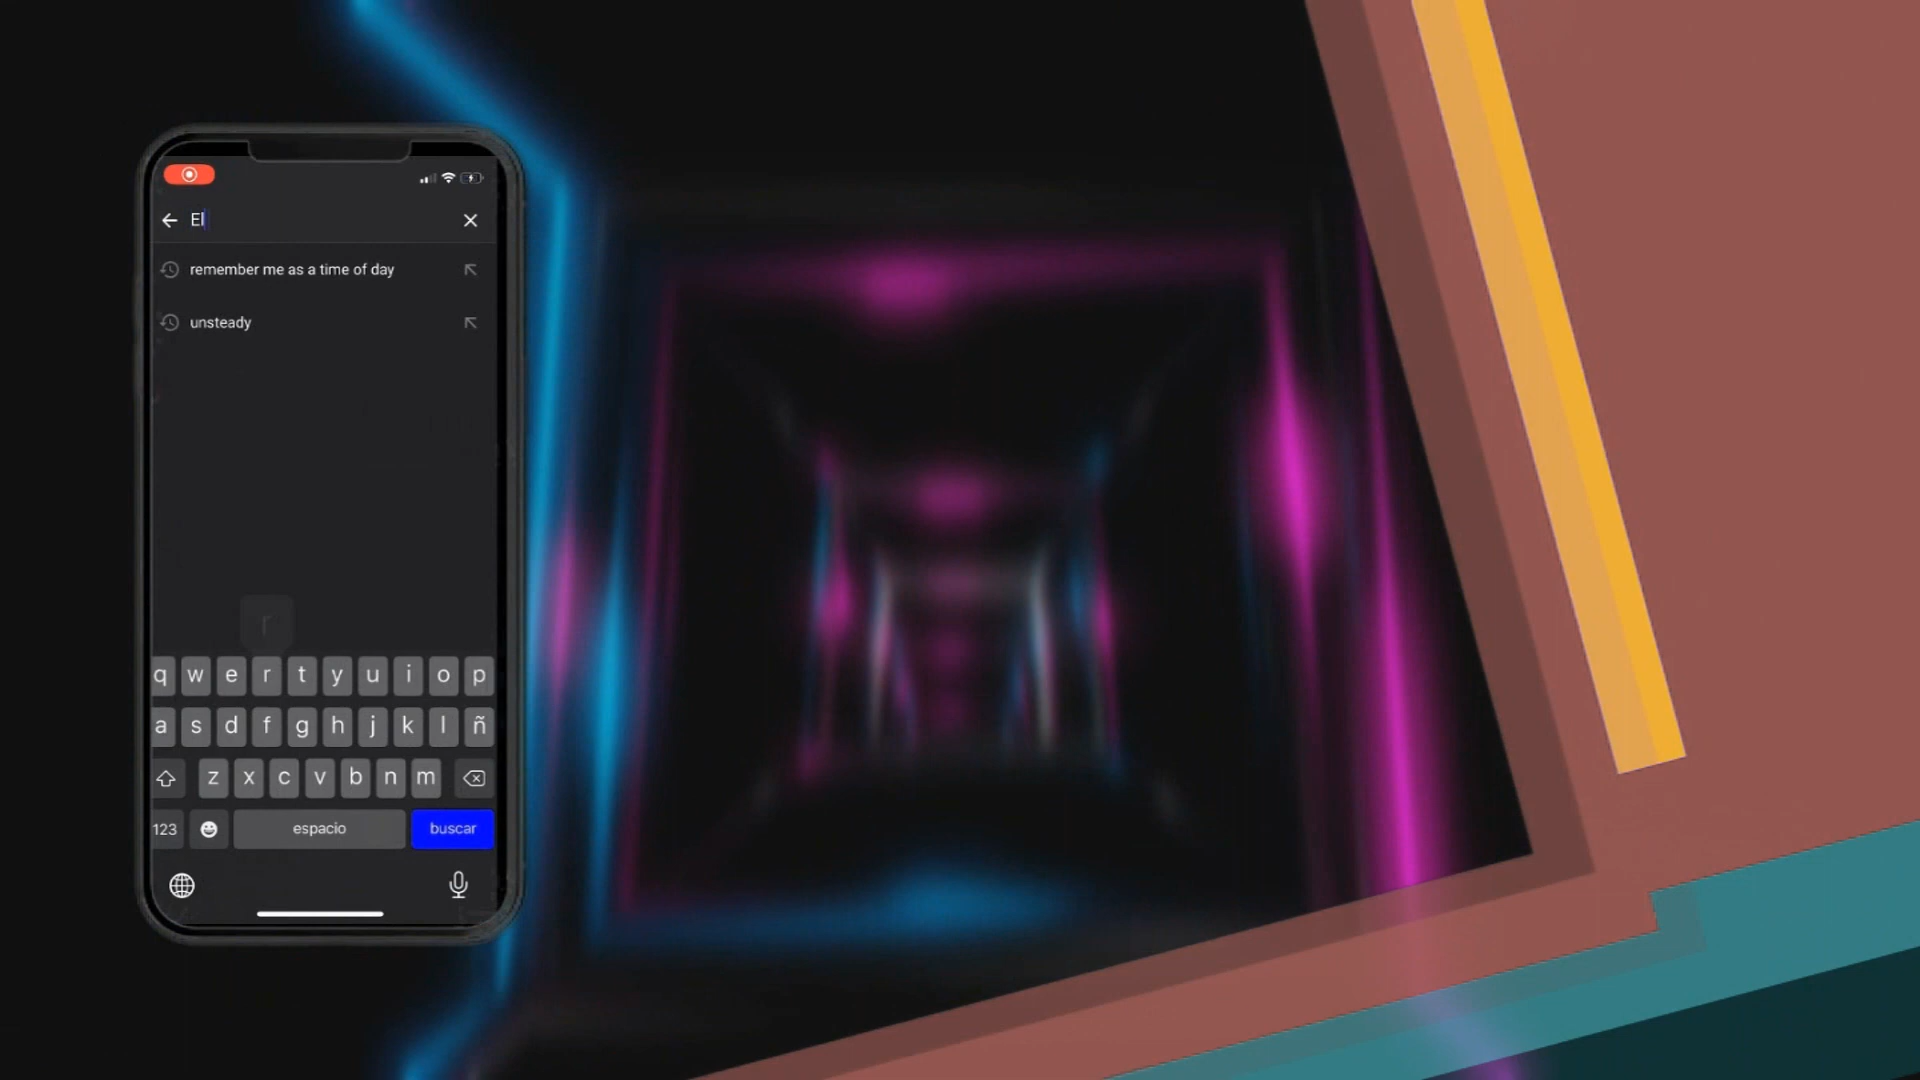 El
remember me as a time of day
unsteady
r
q w e r t y u i o p
a s d f g h j k l ñ
z x c v b n m
123 espacio buscar